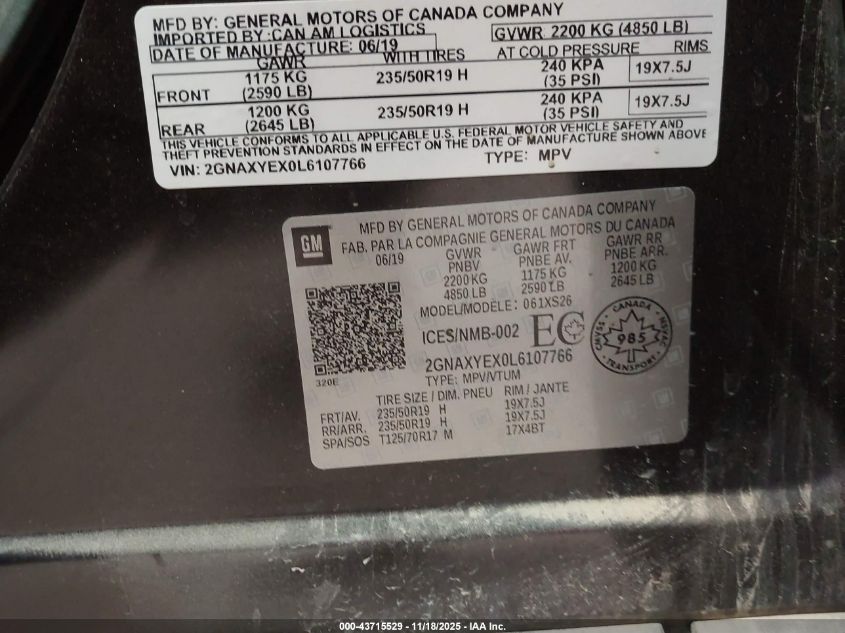 MFD BY: GENERAL MOTORS OF CANADA COMPANY
IMPORTED BY: CAN AM LOGISTICS
GVWR 2200 KG (4850 LB)
DATE OF MANUFACTURE: 06/19
GAWR WITH TIRES AT COLD PRESSURE RIMS
FRONT 1175 KG (2590 LB) 235/50R19 H 240 KPA (35 PSI) 19X7.5J
REAR 1200 KG (2645 LB) 235/50R19 H 240 KPA (35 PSI) 19X7.5J
THIS VEHICLE CONFORMS TO ALL APPLICABLE U.S. FEDERAL MOTOR VEHICLE SAFETY AND
THEFT PREVENTION STANDARDS IN EFFECT ON THE DATE OF MANUFACTURE SHOWN ABOVE
VIN: 2GNAXYEX0L6107766 TYPE: MPV
GM
MFD BY GENERAL MOTORS OF CANADA COMPANY
FAB. PAR LA COMPAGNIE GENERAL MOTORS DU CANADA
06/19 GVWR GAWR FRT GAWR RR
PNBV PNBE AV. PNBE ARR.
2200 KG 1175 KG 1200 KG
4850 LB 2590 LB 2645 LB
MODEL/MODÈLE: 061XS26
ICES/NMB-002 EC
CANADA
CMVSS 985 NSVAC
TRANSPORT
2GNAXYEX0L6107766
320E
TYPE: MPV/VTUM
TIRE SIZE / DIM. PNEU RIM / JANTE
FRT/AV. 235/50R19 H 19X7.5J
RR/ARR. 235/50R19 H 19X7.5J
SPA/SOS T125/70R17 M 17X4BT
000-43715529 - 11/18/2025 - IAA Inc.